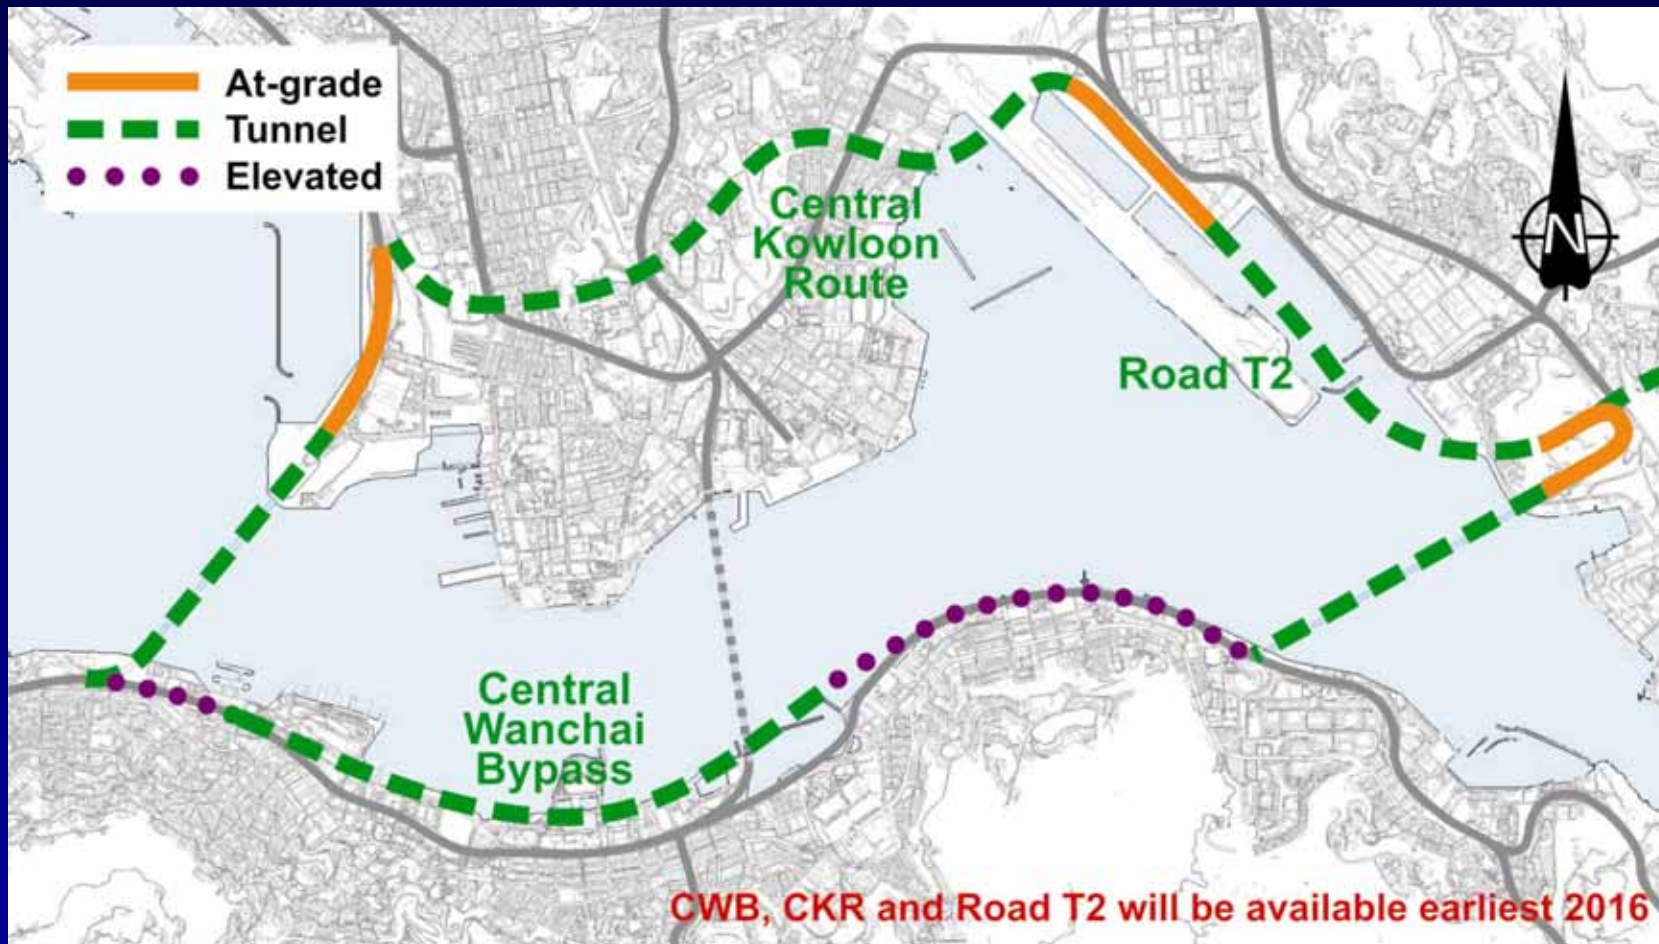 At-grade
Tunnel
Elevated
Central
Kowloon
Route
N
Road T2
Central
Wanchai
Bypass
CWB, CKR and Road T2 will be available earliest 2016